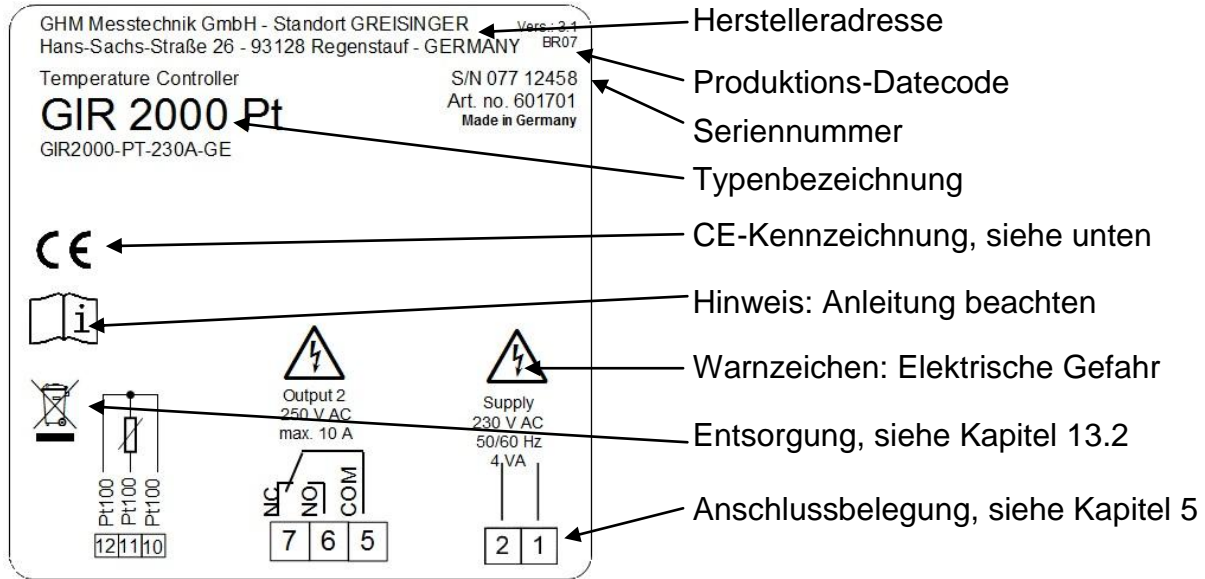 GHM Messtechnik GmbH - Standort GREISINGER
Hans-Sachs-Straße 26 - 93128 Regenstauf - GERMANY
Vers.: 3.1
BR07
Temperature Controller
GIR 2000 Pt
GIR2000-PT-230A-GE
S/N 077 12458
Art. no. 601701
Made in Germany
CE
i
Output 2
250 V AC
max. 10 A
Supply
230 V AC
50/60 Hz
4 VA
Pt100 Pt100 Pt100
12 11 10
NC NO COM
7 6 5
2 1
Herstelleradresse
Produktions-Datecode
Seriennummer
Typenbezeichnung
CE-Kennzeichnung, siehe unten
Hinweis: Anleitung beachten
Warnzeichen: Elektrische Gefahr
Entsorgung, siehe Kapitel 13.2
Anschlussbelegung, siehe Kapitel 5